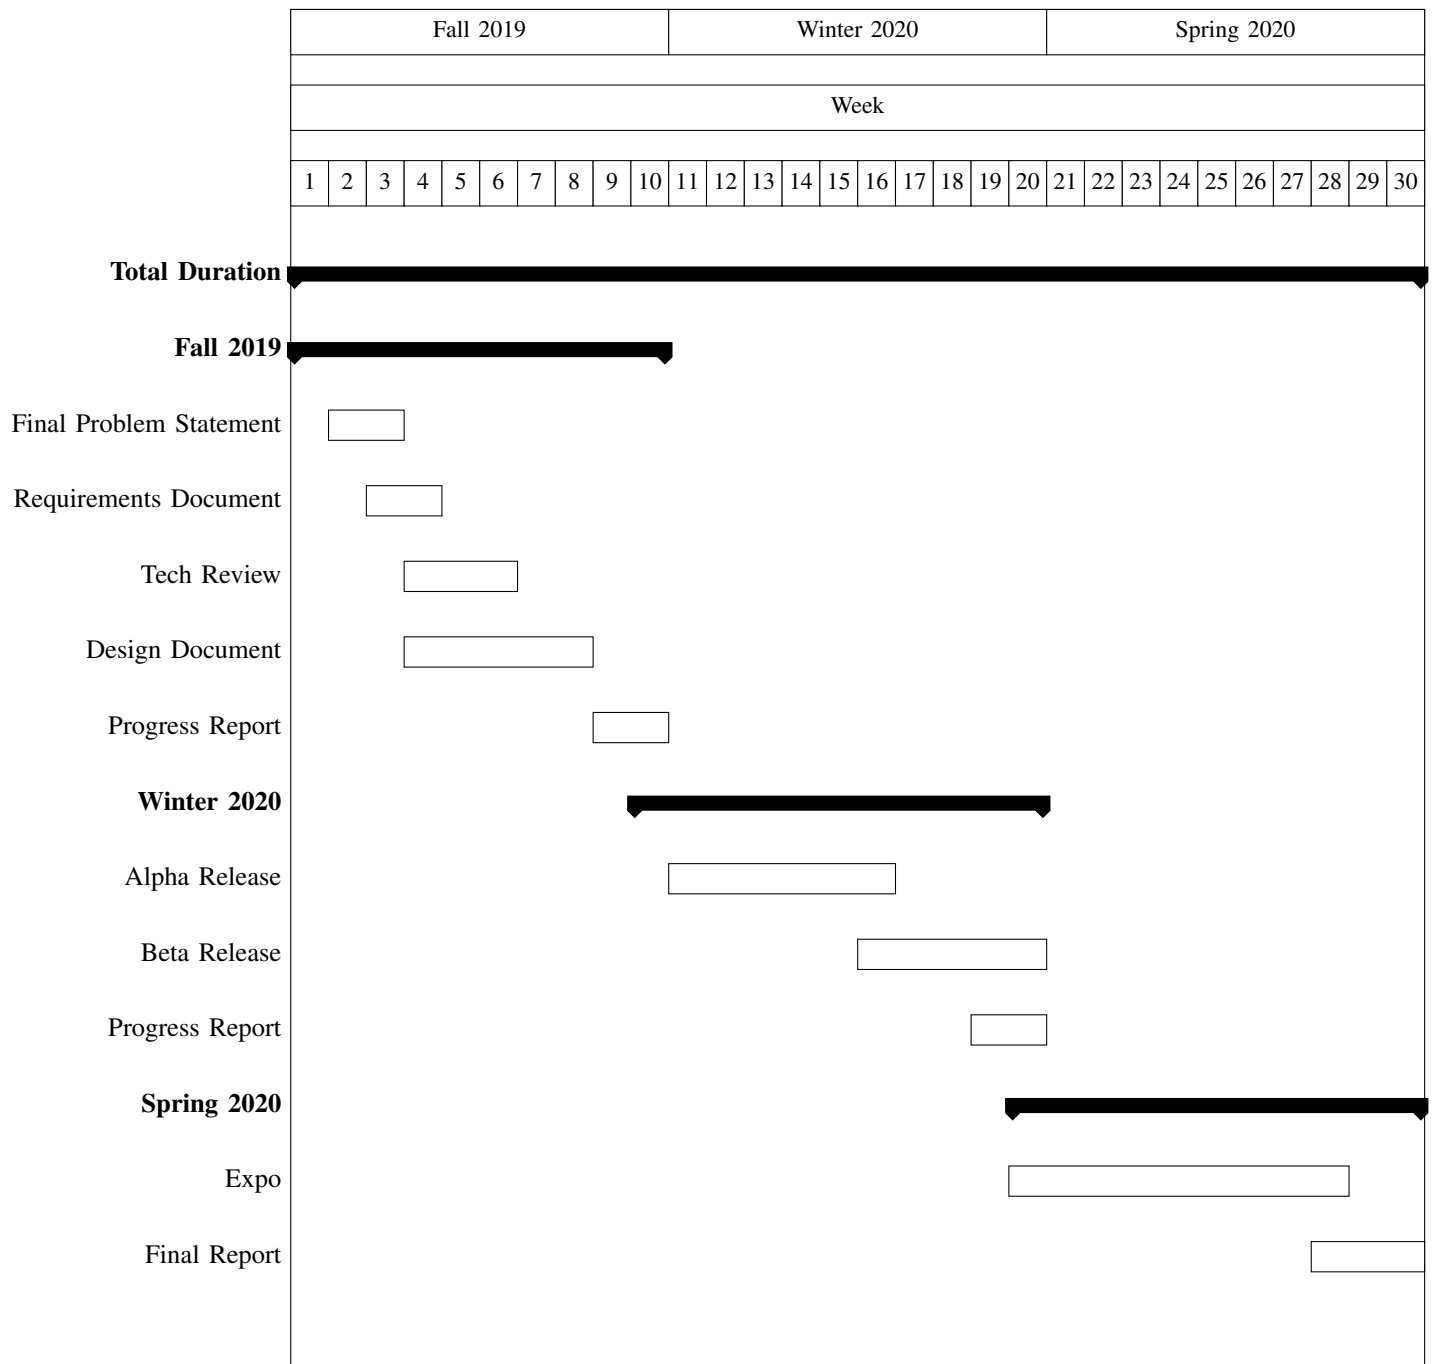 Fall 2019 Winter 2020 Spring 2020
Week
1 2 3 4 5 6 7 8 9 10 11 12 13 14 15 16 17 18 19 20 21 22 23 24 25 26 27 28 29 30
Total Duration
Fall 2019
Final Problem Statement
Requirements Document
Tech Review
Design Document
Progress Report
Winter 2020
Alpha Release
Beta Release
Progress Report
Spring 2020
Expo
Final Report